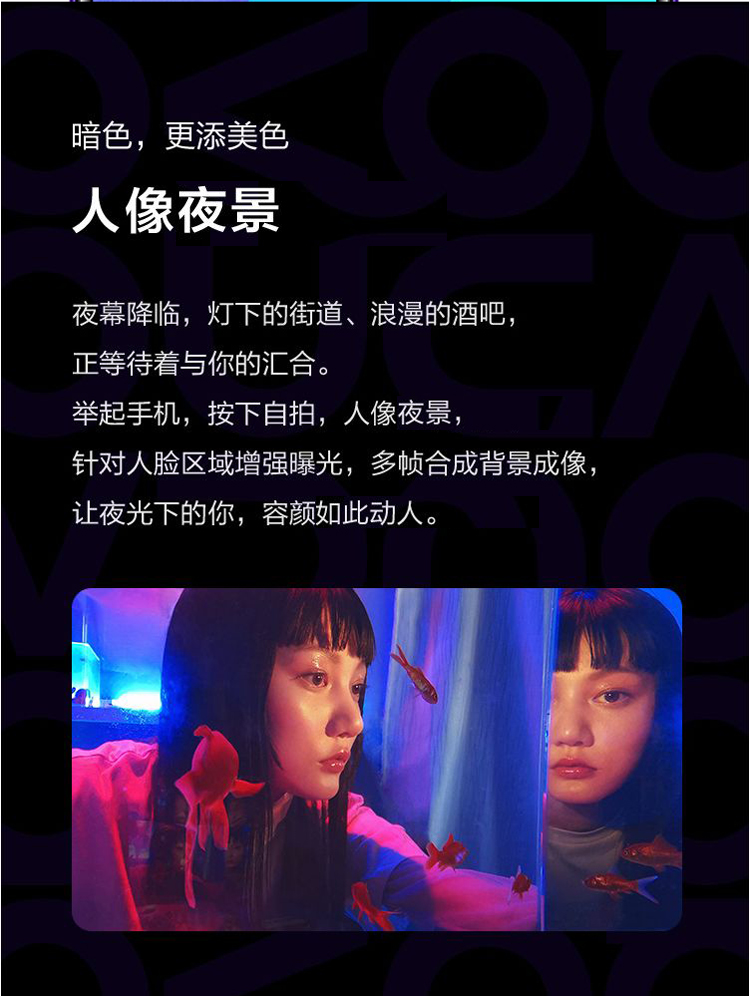 暗色，更添美色
人像夜景
夜幕降临，灯下的街道、浪漫的酒吧，
正等待着与你的汇合。
举起手机，按下自拍，人像夜景，
针对人脸区域增强曝光，多帧合成背景成像，
让夜光下的你，容颜如此动人。